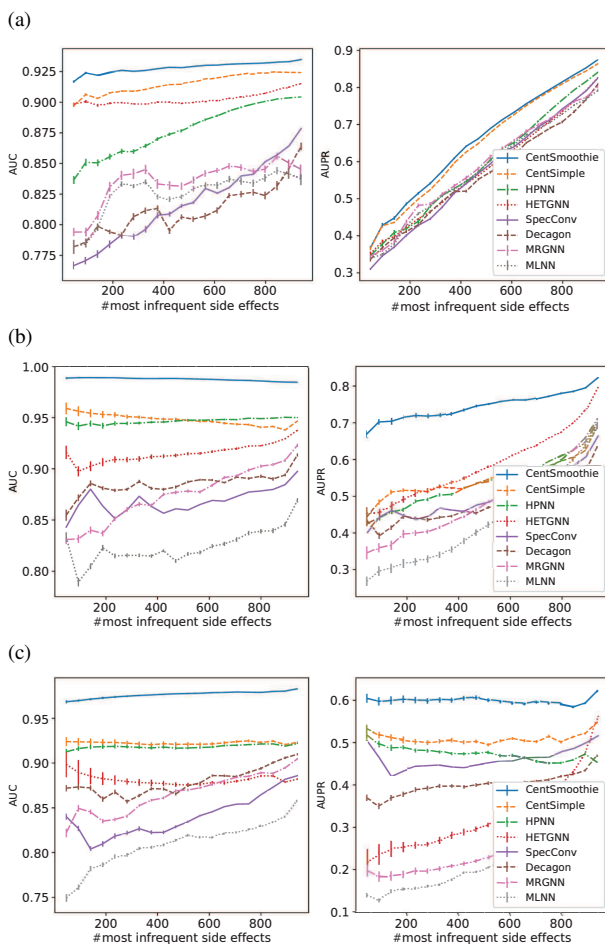 (a)
0.925
0.900
0.875
0.850
0.825
0.800
0.775
AUC
200 400 600 800
#most infrequent side effects
0.9
0.8
0.7
0.6
0.5
0.4
0.3
AUPR
200 400 600 800
#most infrequent side effects
CentSmoothie
CentSimple
HPNN
HETGNN
SpecConv
Decagon
MRGNN
MLNN
(b)
1.00
0.95
0.90
0.85
0.80
AUC
200 400 600 800
#most infrequent side effects
0.8
0.7
0.6
0.5
0.4
0.3
AUPR
200 400 600 800
#most infrequent side effects
CentSmoothie
CentSimple
HPNN
HETGNN
SpecConv
Decagon
MRGNN
MLNN
(c)
0.95
0.90
0.85
0.80
0.75
AUC
0 200 400 600 800
#most infrequent side effects
0.6
0.5
0.4
0.3
0.2
0.1
AUPR
0 200 400 600 800
#most infrequent side effects
CentSmoothie
CentSimple
HPNN
HETGNN
SpecConv
Decagon
MRGNN
MLNN